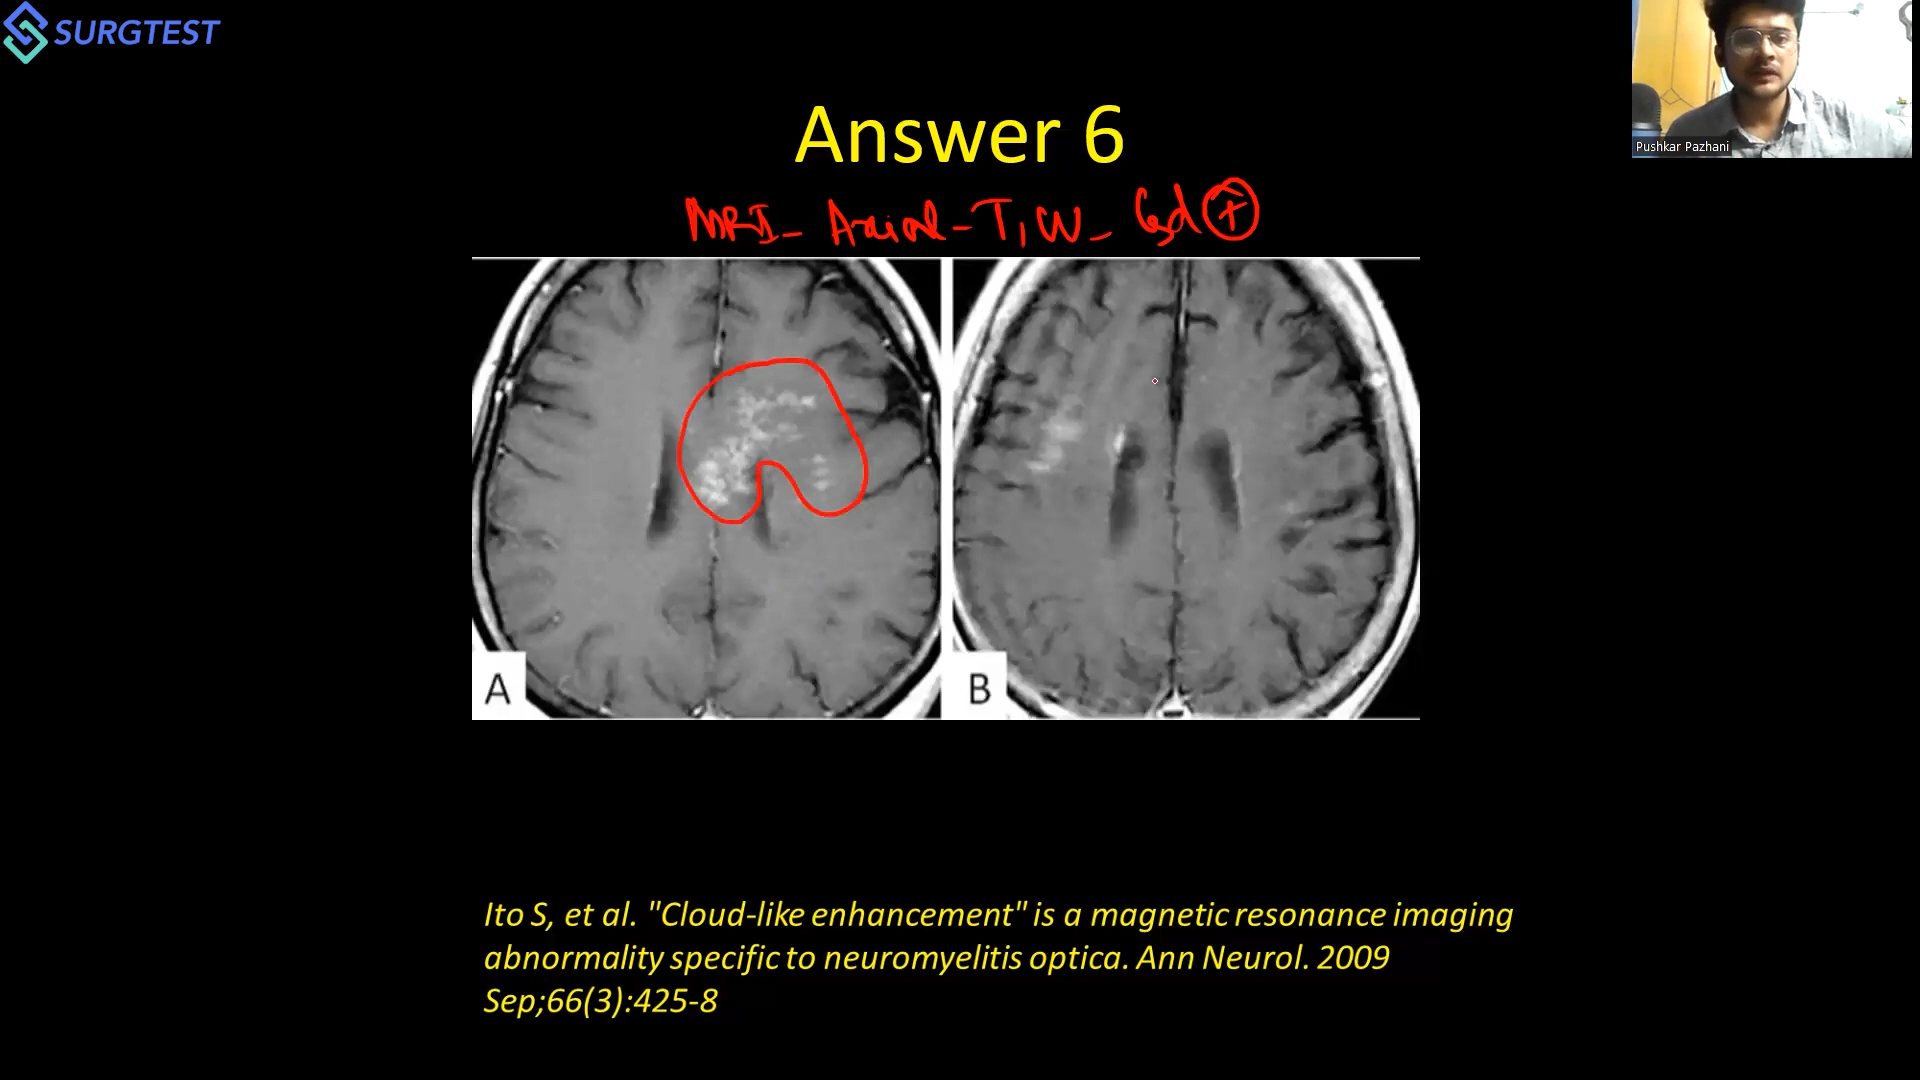 SURGTEST
Pushkar Pazhani
Answer 6
MRI - Axial - T1W - Gd (+)
A
B
Ito S, et al. "Cloud-like enhancement" is a magnetic resonance imaging
abnormality specific to neuromyelitis optica. Ann Neurol. 2009
Sep;66(3):425-8